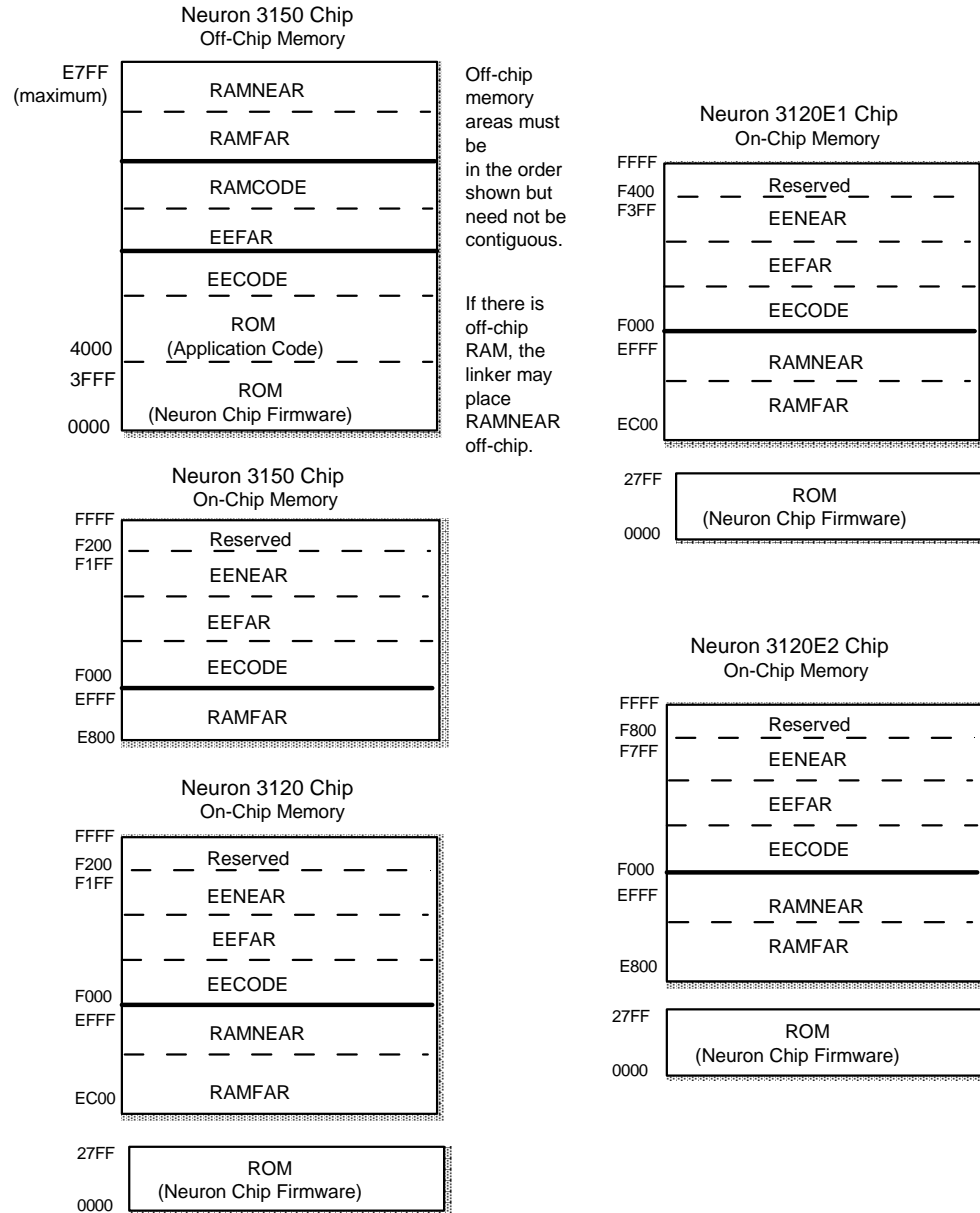 Neuron 3150 Chip
Off-Chip Memory
E7FF
(maximum)
RAMNEAR
RAMFAR
RAMCODE
EEFAR
EECODE
ROM
(Application Code)
4000
3FFF
ROM
(Neuron Chip Firmware)
0000
Off-chip
memory
areas must
be
in the order
shown but
need not be
contiguous.
If there is
off-chip
RAM, the
linker may
place
RAMNEAR
off-chip.
Neuron 3150 Chip
On-Chip Memory
FFFF
Reserved
F200
F1FF
EENEAR
EEFAR
EECODE
F000
EFFF
RAMFAR
E800
Neuron 3120 Chip
On-Chip Memory
FFFF
Reserved
F200
F1FF
EENEAR
EEFAR
EECODE
F000
EFFF
RAMNEAR
RAMFAR
EC00
27FF
ROM
(Neuron Chip Firmware)
0000
Neuron 3120E1 Chip
On-Chip Memory
FFFF
Reserved
F400
F3FF
EENEAR
EEFAR
EECODE
F000
EFFF
RAMNEAR
RAMFAR
EC00
27FF
ROM
(Neuron Chip Firmware)
0000
Neuron 3120E2 Chip
On-Chip Memory
FFFF
Reserved
F800
F7FF
EENEAR
EEFAR
EECODE
F000
EFFF
RAMNEAR
RAMFAR
E800
27FF
ROM
(Neuron Chip Firmware)
0000